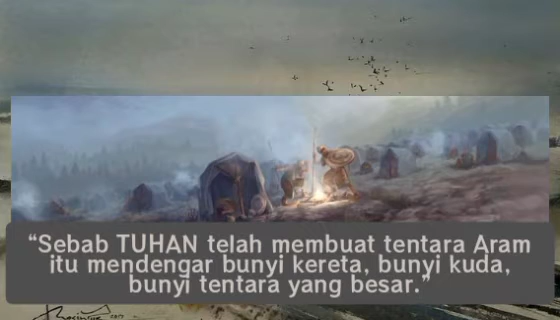 “Sebab TUHAN telah membuat tentara Aram
itu mendengar bunyi kereta, bunyi kuda,
bunyi tentara yang besar.”